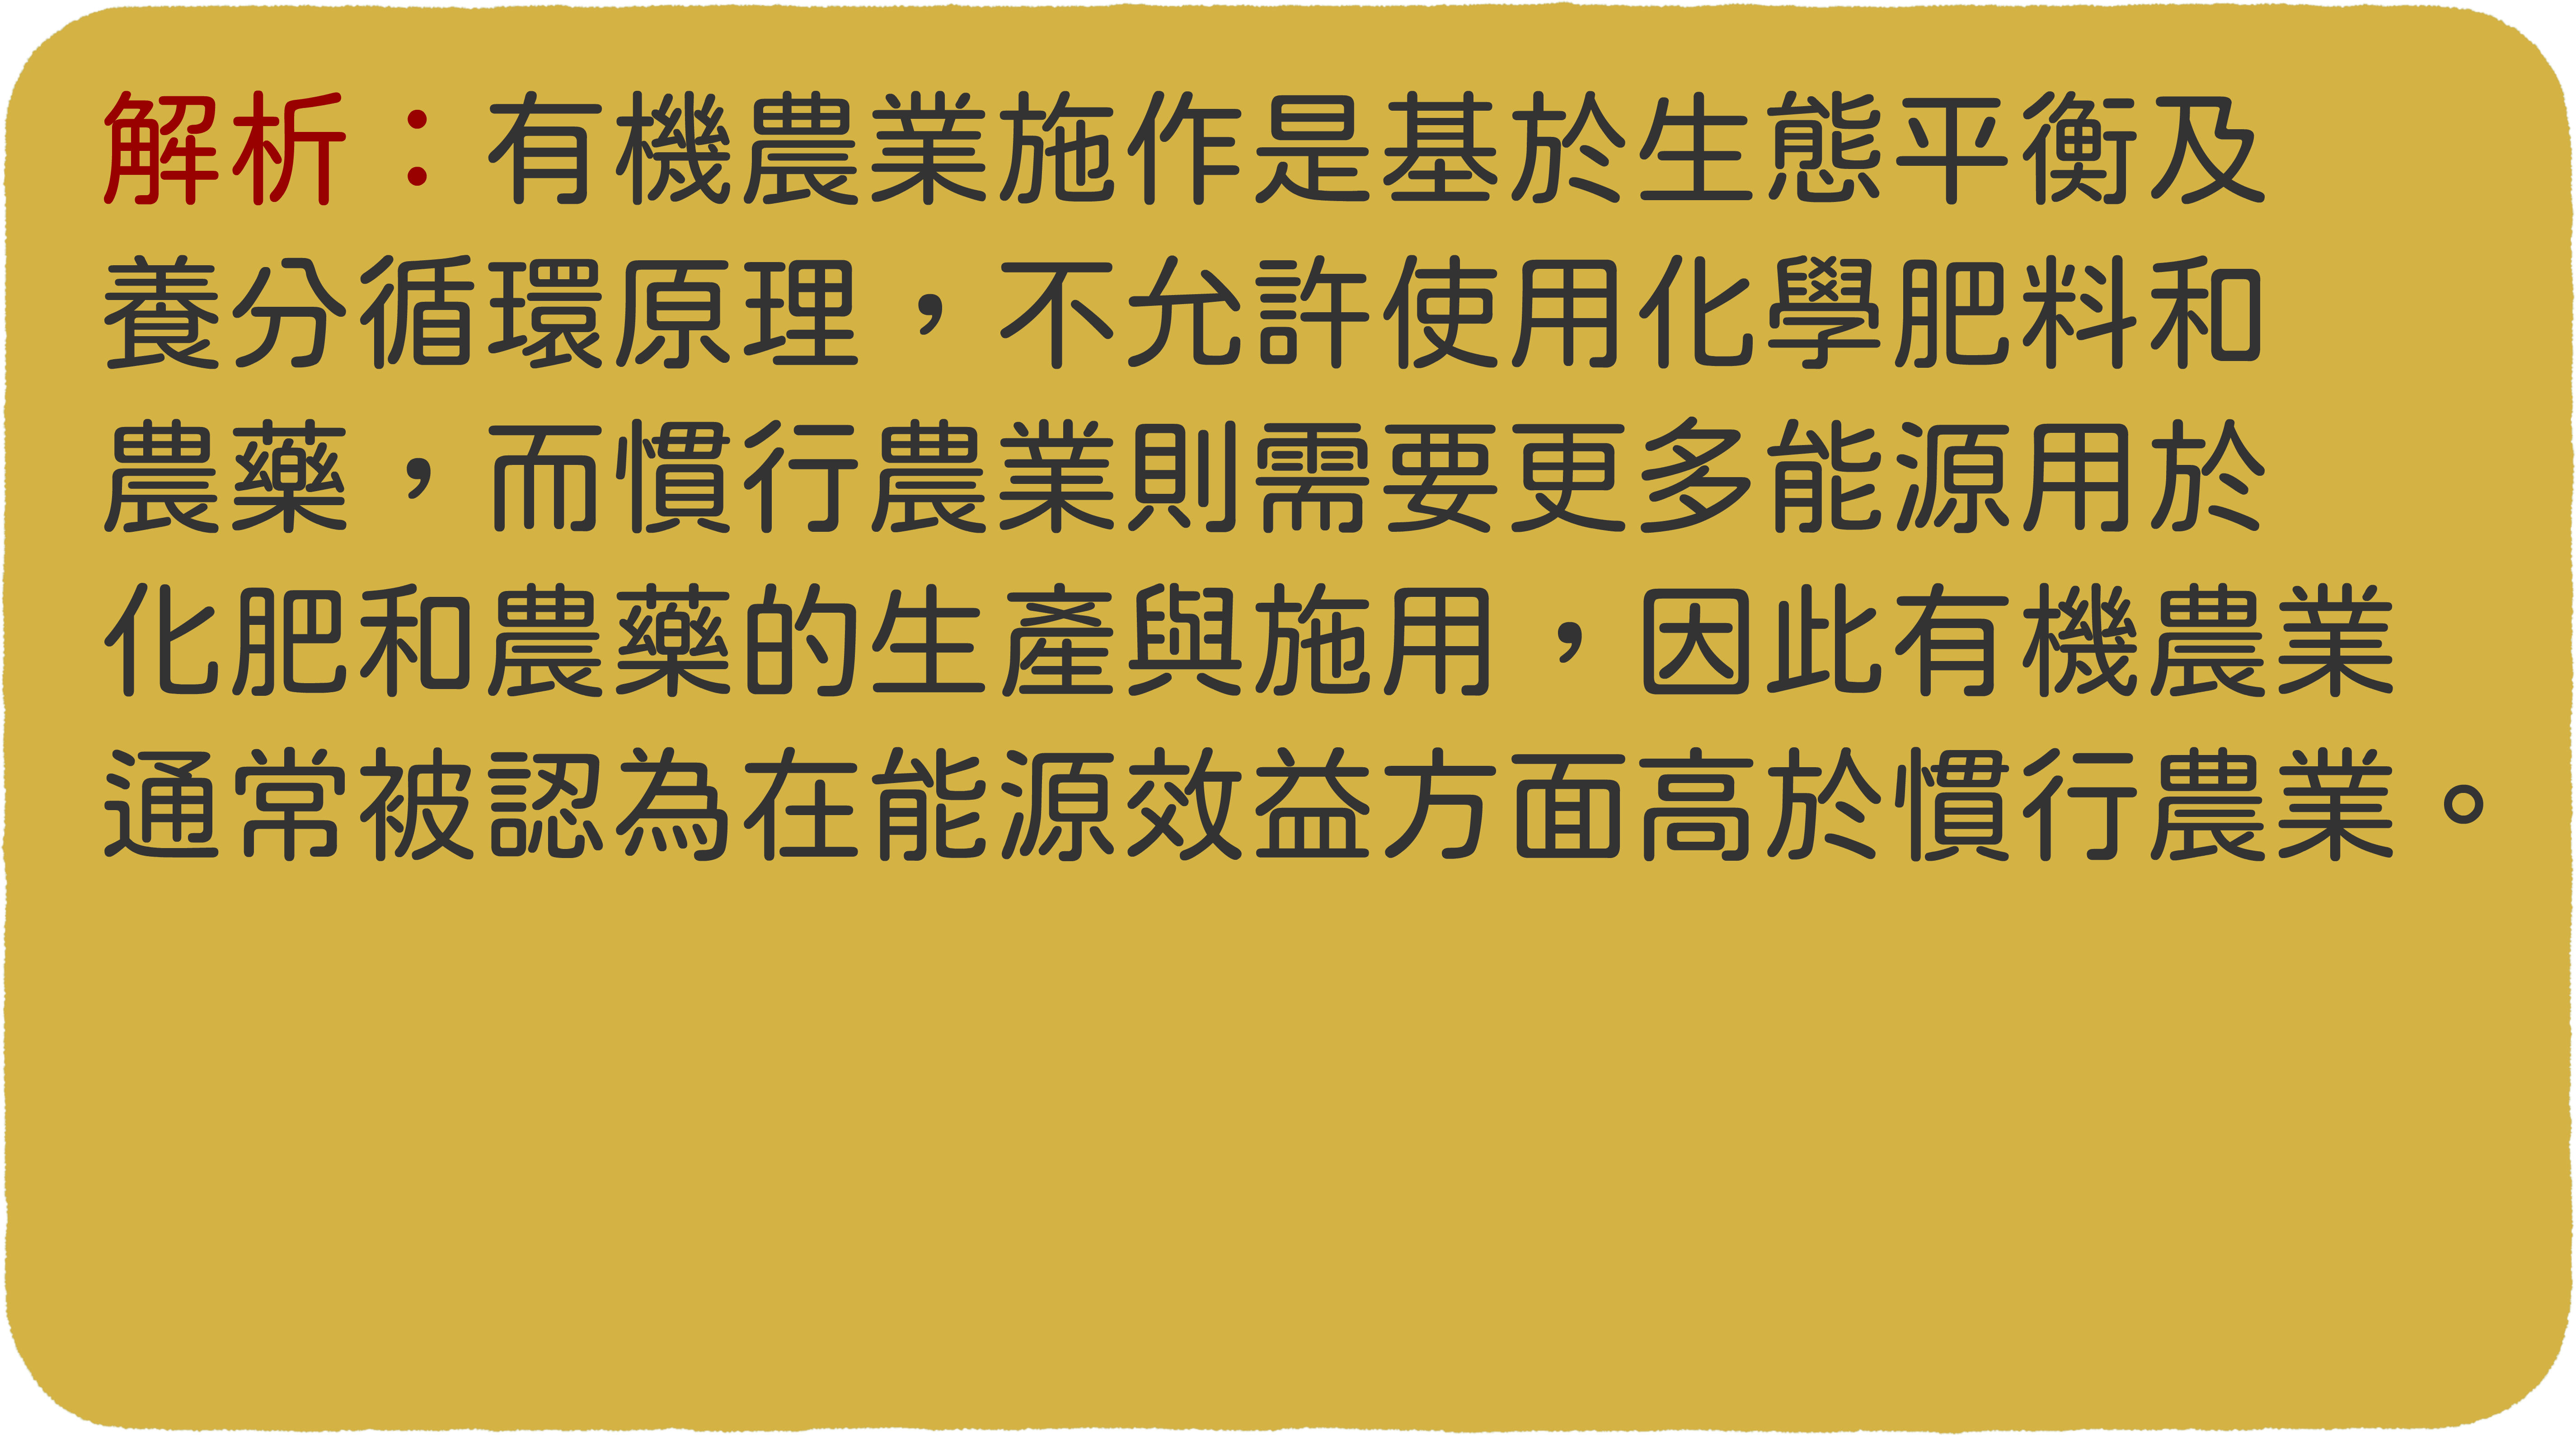 解析：有機農業施作是基於生態平衡及
養分循環原理，不允許使用化學肥料和
農藥，而慣行農業則需要更多能源用於
化肥和農藥的生產與施用，因此有機農業
通常被認為在能源效益方面高於慣行農業。